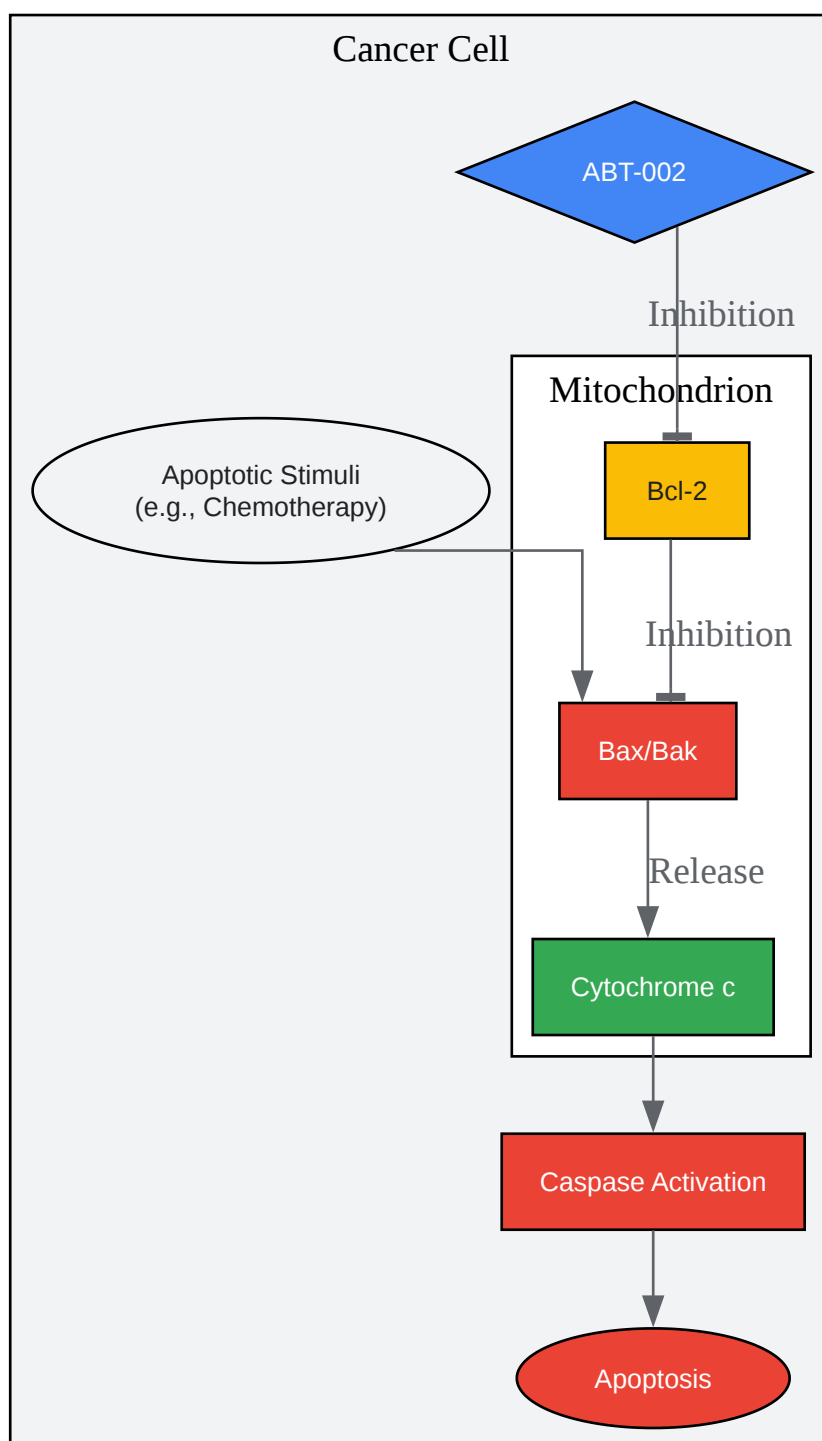 Cancer Cell
ABT-002
Inhibition
Mitochondrion
Apoptotic Stimuli
(e.g., Chemotherapy)
Bcl-2
Inhibition
Bax/Bak
Release
Cytochrome c
Caspase Activation
Apoptosis